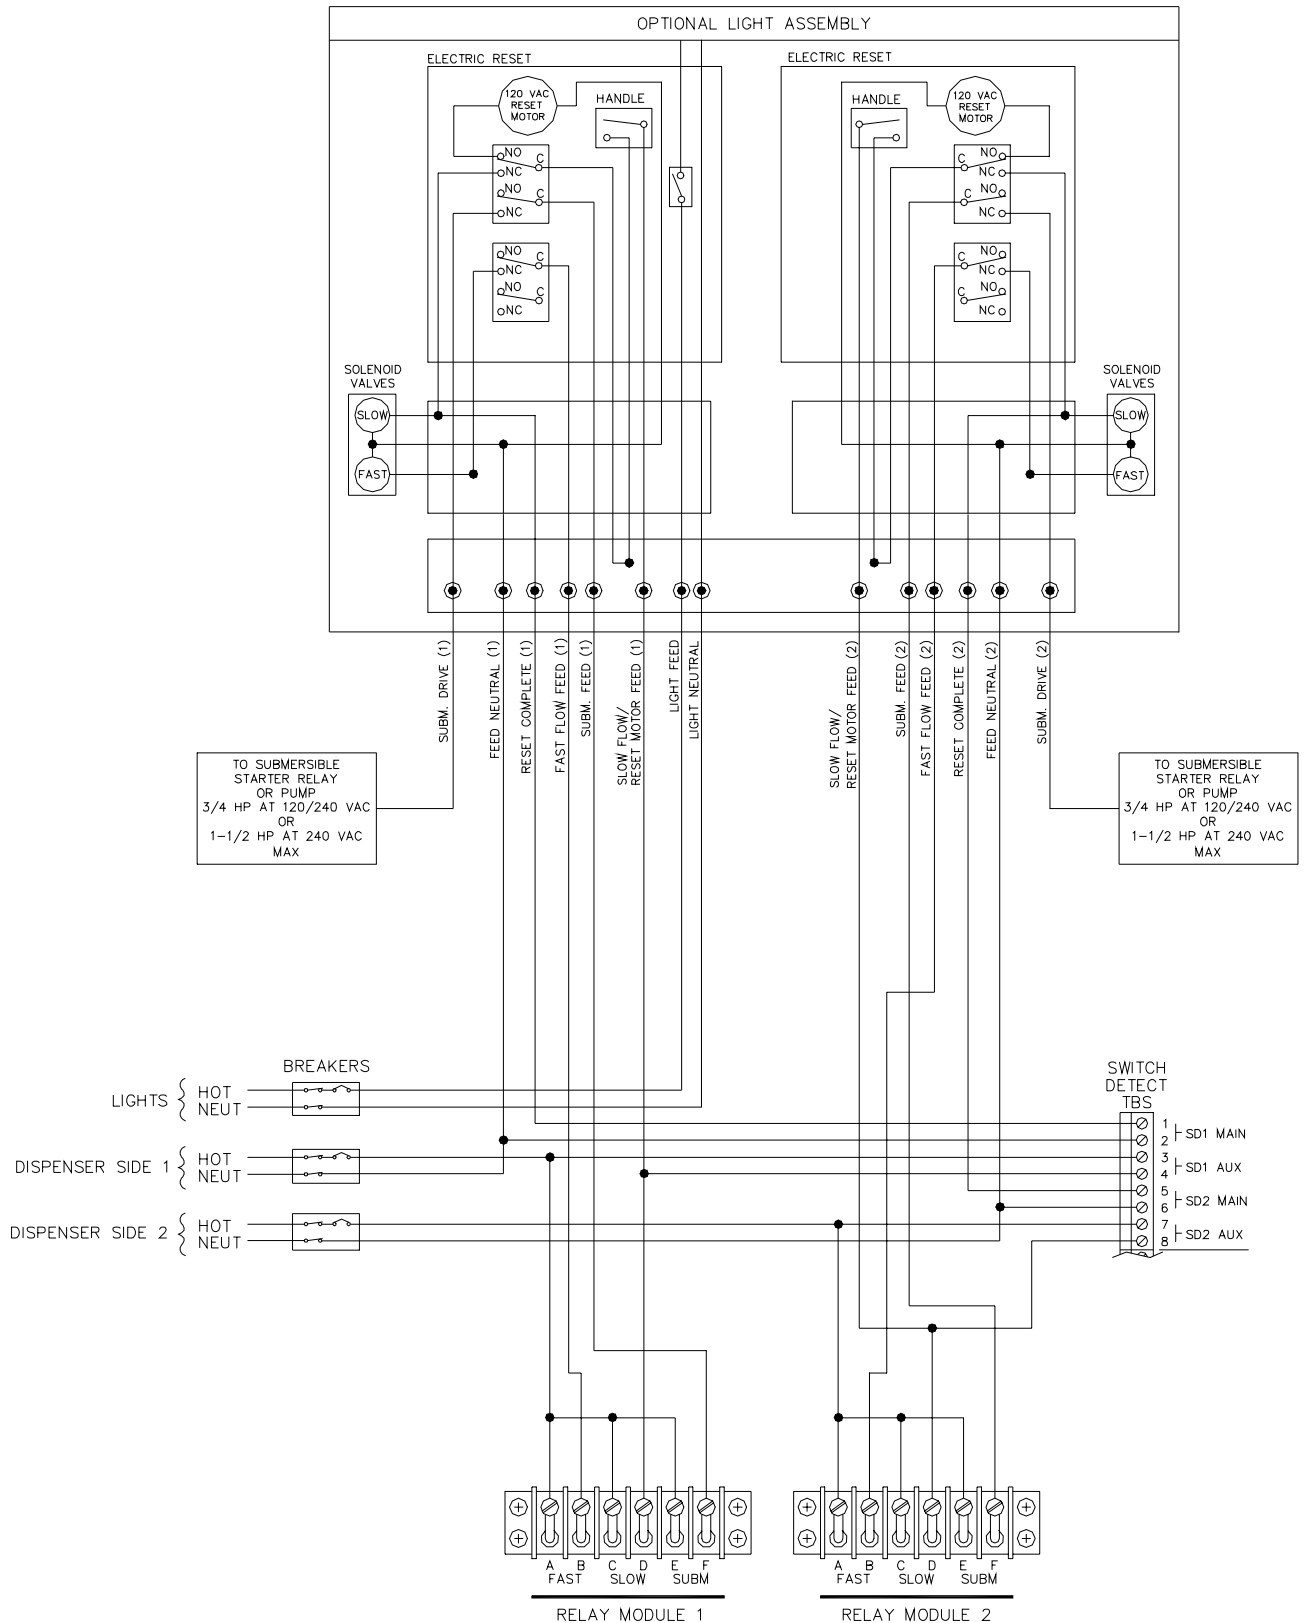 OPTIONAL LIGHT ASSEMBLY
ELECTRIC RESET
120 VAC
RESET
MOTOR
HANDLE
NO
C
NC
NO
C
NC
NO
C
NC
NO
C
NC
ELECTRIC RESET
120 VAC
RESET
MOTOR
HANDLE
NO
C
NC
NO
C
NC
NO
C
NC
NO
C
NC
SOLENOID
VALVES
SLOW
FAST
SOLENOID
VALVES
SLOW
FAST
SUBM. DRIVE (1)
FEED NEUTRAL (1)
RESET COMPLETE (1)
FAST FLOW FEED (1)
SUBM. FEED (1)
SLOW FLOW/
RESET MOTOR FEED (1)
LIGHT FEED
LIGHT NEUTRAL
SLOW FLOW/
RESET MOTOR FEED (2)
SUBM. FEED (2)
FAST FLOW FEED (2)
RESET COMPLETE (2)
FEED NEUTRAL (2)
SUBM. DRIVE (2)
TO SUBMERSIBLE
STARTER RELAY
OR PUMP
3/4 HP AT 120/240 VAC
OR
1-1/2 HP AT 240 VAC
MAX
TO SUBMERSIBLE
STARTER RELAY
OR PUMP
3/4 HP AT 120/240 VAC
OR
1-1/2 HP AT 240 VAC
MAX
BREAKERS
LIGHTS
HOT
NEUT
DISPENSER SIDE 1
HOT
NEUT
DISPENSER SIDE 2
HOT
NEUT
SWITCH
DETECT
TBS
1
2
SD1 MAIN
3
4
SD1 AUX
5
6
SD2 MAIN
7
8
SD2 AUX
A B C D E F
FAST SLOW SUBM
RELAY MODULE 1
A B C D E F
FAST SLOW SUBM
RELAY MODULE 2